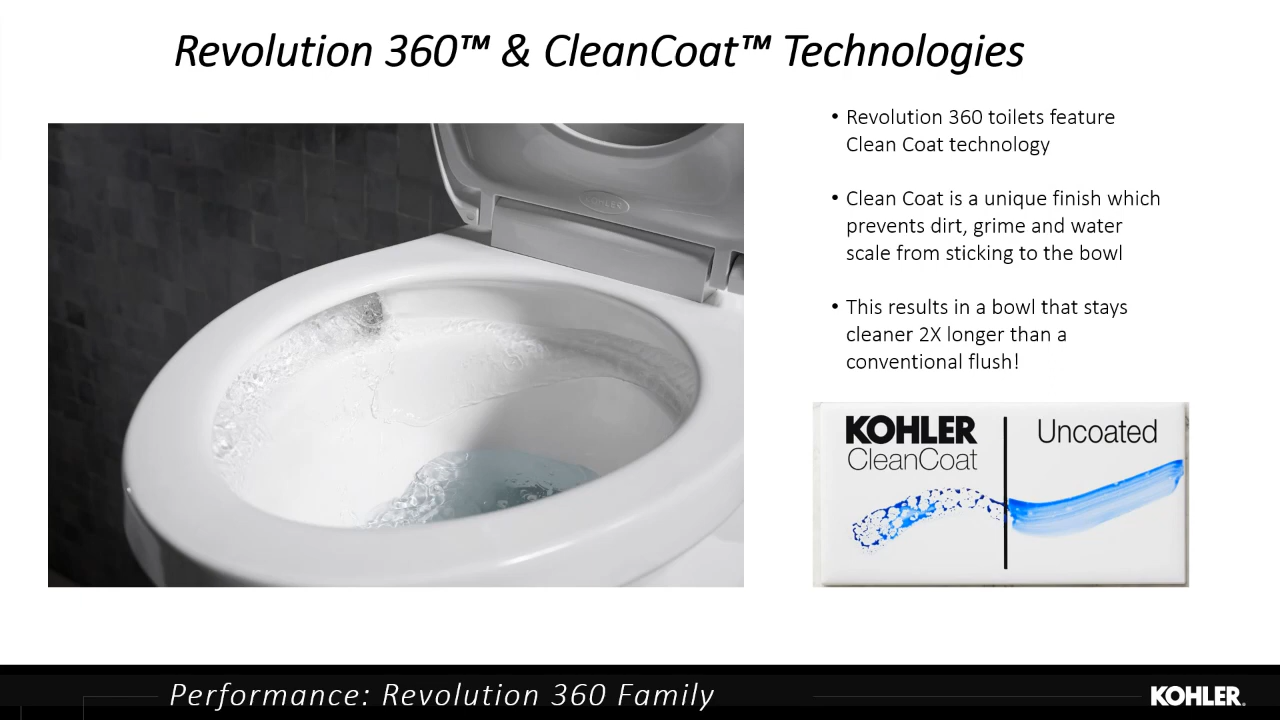 Revolution 360™ & CleanCoat™ Technologies
• Revolution 360 toilets feature
Clean Coat technology
• Clean Coat is a unique finish which
prevents dirt, grime and water
scale from sticking to the bowl
• This results in a bowl that stays
cleaner 2X longer than a
conventional flush!
KOHLER
KOHLER
CleanCoat
Uncoated
Performance: Revolution 360 Family
KOHLER.